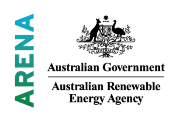 ARENA
Australian Government
Australian Renewable
Energy Agency